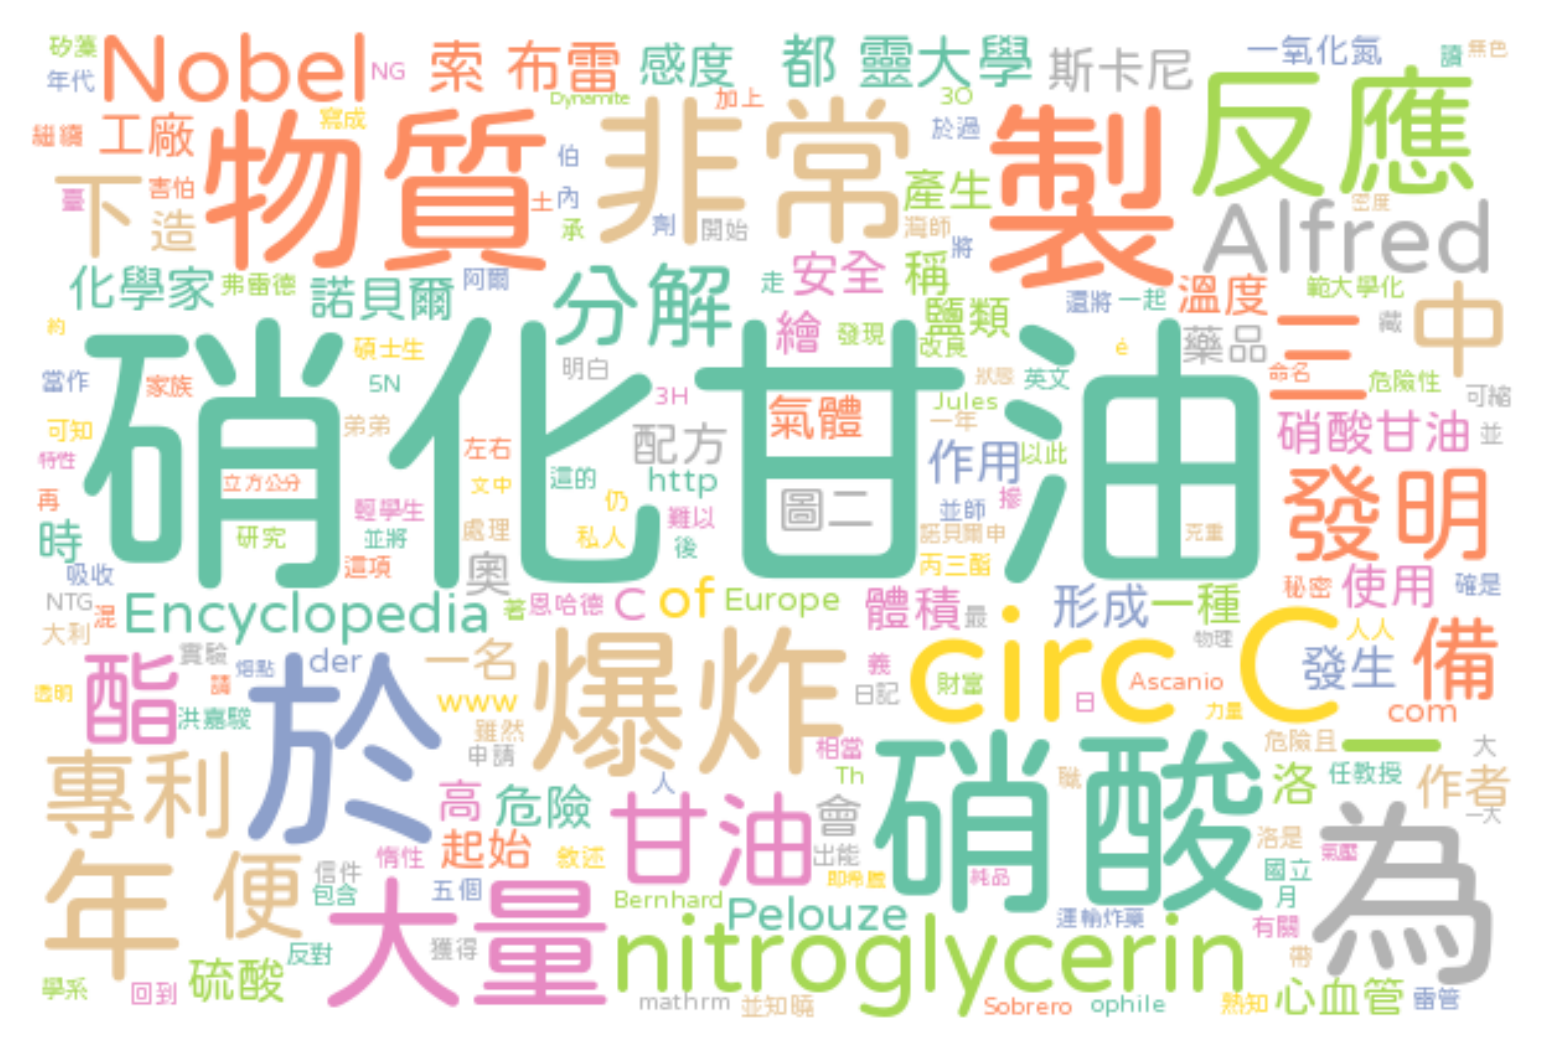 矽藻 Nobel NG 索 布雷 感度 都 靈大學 斯卡尼 一氧化氮 讀 無色
年代 Dynamite 加上 3O 反應
繼續 工廠 寫成 物質 非常 於過 製
下 害怕 伯 產生 Alfred 密度
臺 造 土 內 承 劑 開始 灣師 將
化學家 弗雷德 諾貝爾 阿爾 分解 走 安全 稱 還將 一起 溫度 範大學化
約 繪 發現 鹽類 改良 é 藥品 三 藏 中
碩士生 明白 狀態 英文 命名 危險性
當作 家族 硝化甘油 5N 3H Jules 可縮
可知 弟弟 配方 氣體 一年 硝酸甘油 並
特性 左右 作用 以此
再 立方公分 文中 這的 http 圖二 摻 發明
時 輕學生 仍 難以 並師
研究 並將 處理 私人 後 諾貝爾申 克重
吸收 這項 奧 丙三酯 秘密 使用 確是
NTG 混 Encyclopedia 著 恩哈德 C of Europe 體積 最 形成 一種
大利 實驗 der 一名 爆炸 circ C 物理 人人 備
酯 熔點 於 義 發生
透明 請 www 日記 財富 日 Ascanio 力量 com
洪嘉駿 雖然 申請 相當 危險且 一 大
專利 高 危險 人 Th 硝酸 職 洛 任教授 作者
甘油 會 一大
年 便 惰性 起始 敘述 出能 洛是 氣壓 為
信件 五個 即希臘 純品 國立
包含 大量 Bernhard Pelouze 運輸炸藥 月
反對 獲得 nitroglycerin 有關 帶
學系 回到 硫酸 mathrm 並知曉 Sobrero ophile 熟知 心血管 雷管